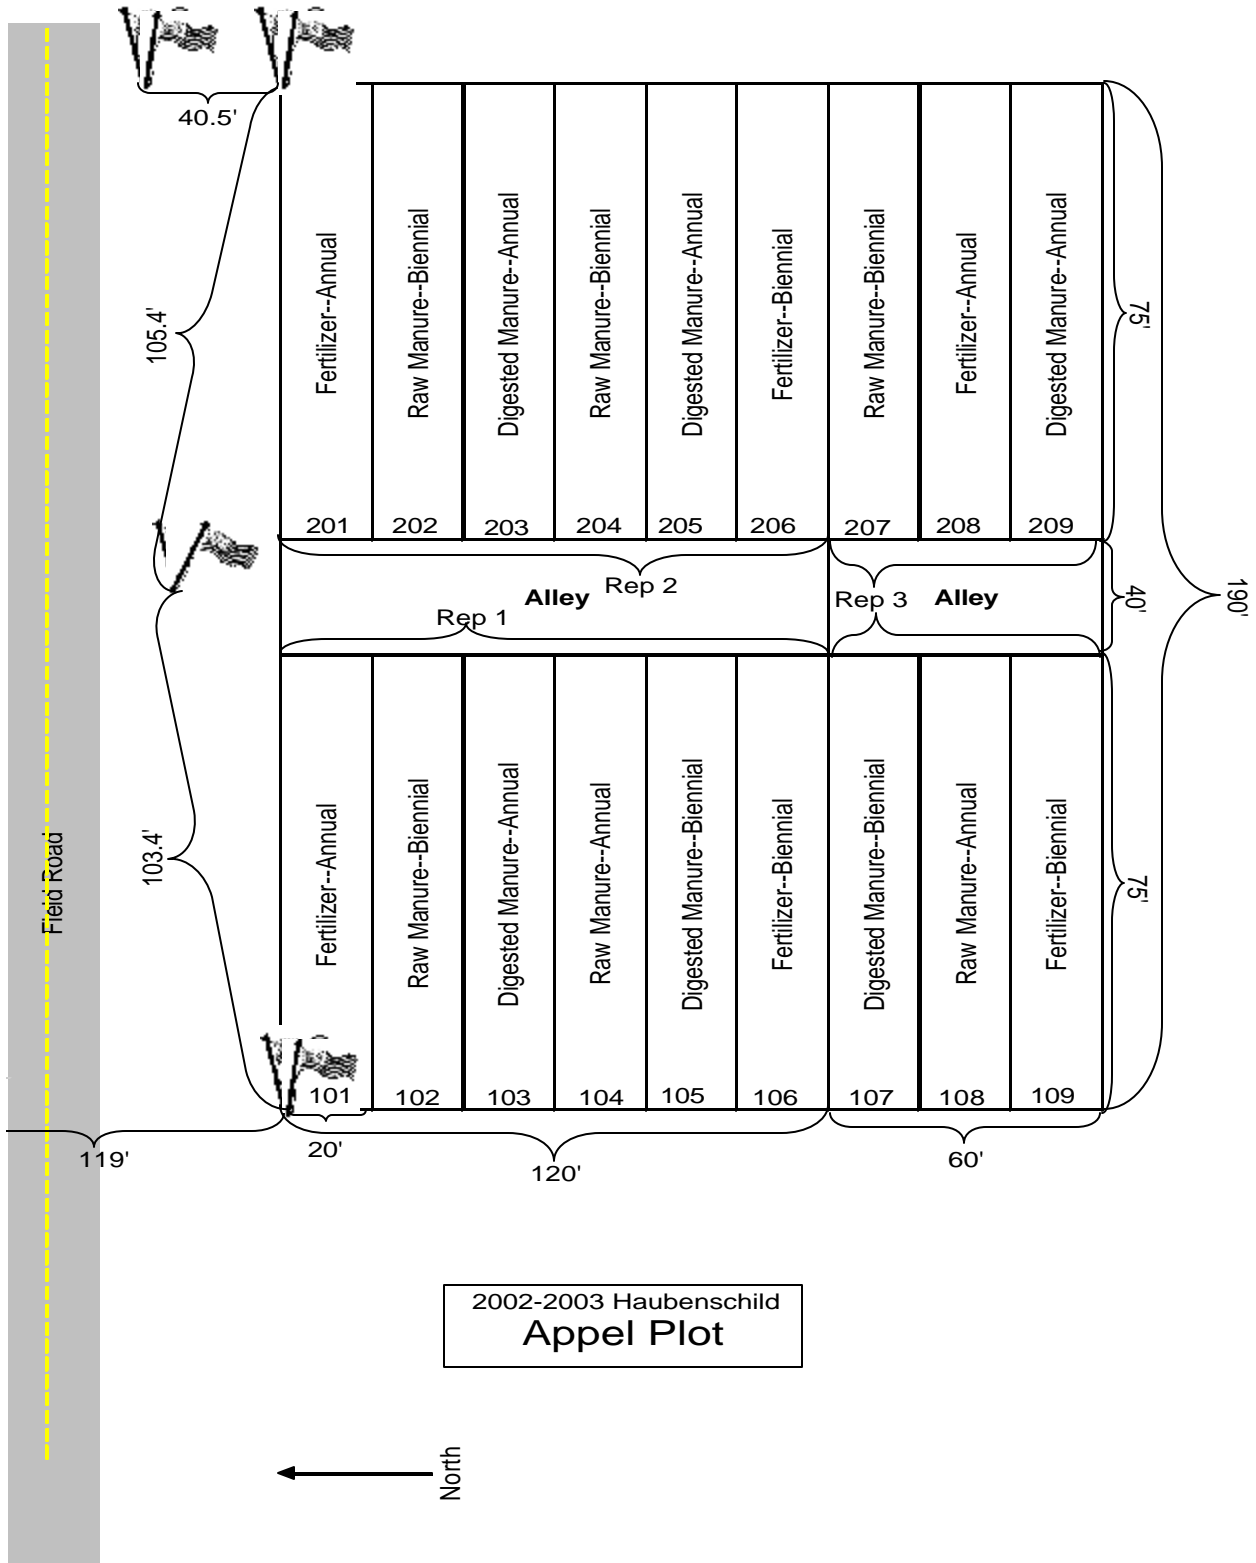 40.5'
105.4'
103.4'
Field Road
119'
Fertilizer--Annual
Raw Manure--Biennial
Digested Manure--Annual
Raw Manure--Biennial
Digested Manure--Annual
Fertilizer--Biennial
Raw Manure--Biennial
Fertilizer--Annual
Digested Manure--Annual
201 202 203 204 205 206 207 208 209
75'
Alley Rep 2
Rep 1
Rep 3 Alley
40'
190'
Fertilizer--Annual
Raw Manure--Biennial
Digested Manure--Annual
Raw Manure--Annual
Digested Manure--Biennial
Fertilizer--Biennial
Digested Manure--Biennial
Raw Manure--Annual
Fertilizer--Biennial
75'
101 102 103 104 105 106 107 108 109
20'
120'
60'
2002-2003 Haubenschild
Appel Plot
North